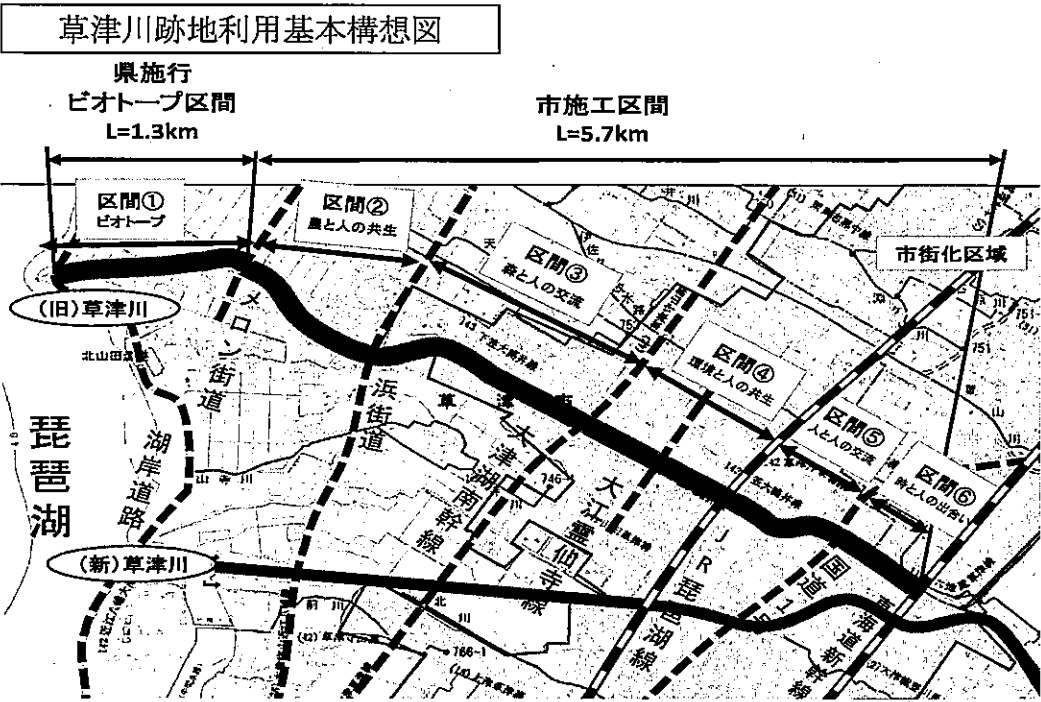 草津川跡地利用基本構想図
県施行
ビオトープ区間
L=1.3km
市施工区間
L=5.7km
区間①
ビオトープ
区間②
農と人の共生
区間③
森と人の交流
区間④
環境と人の共生
区間⑤
人と人の交流
区間⑥
時と人の出合い
市街化区域
(旧)草津川
(新)草津川
琵琶湖
湖岸道路
メロン街道
浜街道
大津湖南幹線
大江霊仙寺線
JR琵琶湖線
国道1号
東海道新幹線
北山田
山寺川
北川
前川
143
746
766-1
751